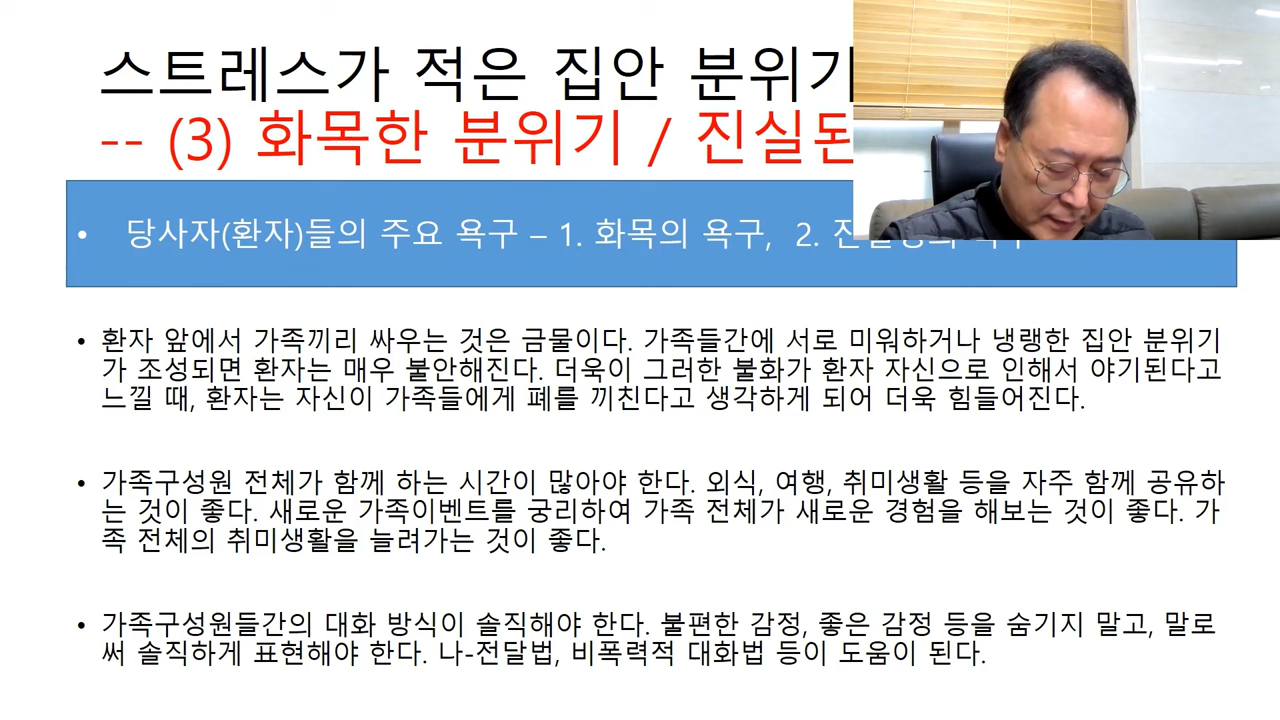 스트레스가 적은 집안 분위기
-- (3) 화목한 분위기 / 진실된
• 당사자(환자)들의 주요 욕구 – 1. 화목의 욕구, 2.
• 환자 앞에서 가족끼리 싸우는 것은 금물이다. 가족들간에 서로 미워하거나 냉랭한 집안 분위기
가 조성되면 환자는 매우 불안해진다. 더욱이 그러한 불화가 환자 자신으로 인해서 야기된다고
느낄 때, 환자는 자신이 가족들에게 폐를 끼친다고 생각하게 되어 더욱 힘들어진다.
• 가족구성원 전체가 함께 하는 시간이 많아야 한다. 외식, 여행, 취미생활 등을 자주 함께 공유하
는 것이 좋다. 새로운 가족이벤트를 궁리하여 가족 전체가 새로운 경험을 해보는 것이 좋다. 가
족 전체의 취미생활을 늘려가는 것이 좋다.
• 가족구성원들간의 대화 방식이 솔직해야 한다. 불편한 감정, 좋은 감정 등을 숨기지 말고, 말로
써 솔직하게 표현해야 한다. 나-전달법, 비폭력적 대화법 등이 도움이 된다.